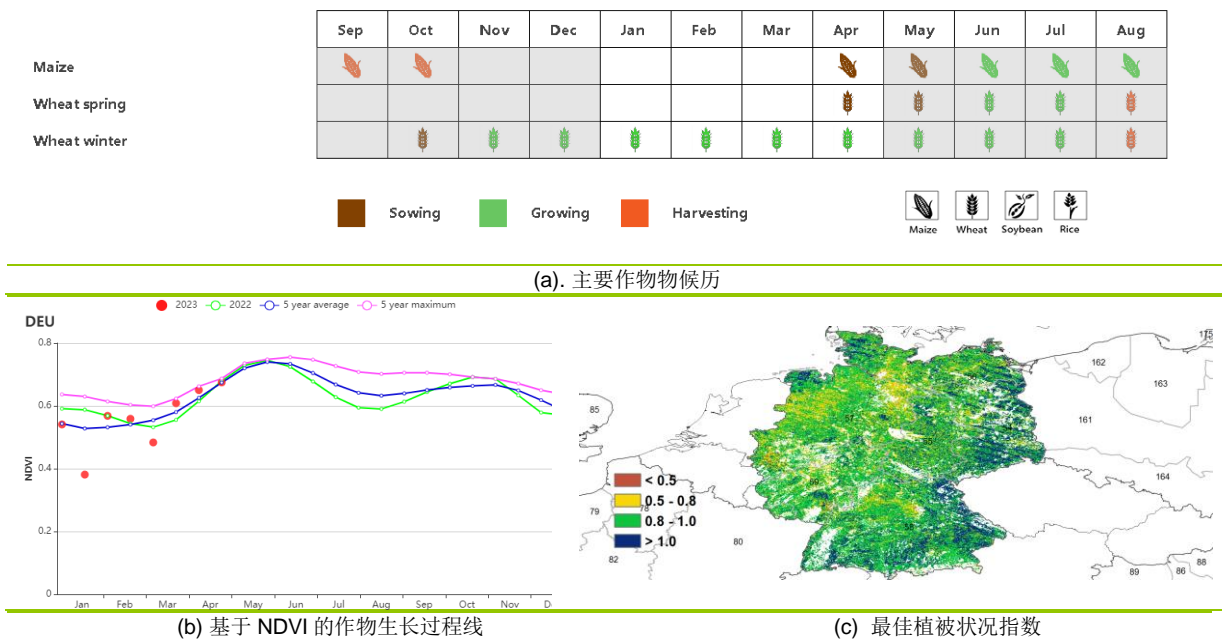 Sep Oct Nov Dec Jan Feb Mar Apr May Jun Jul Aug
Maize
Wheat spring
Wheat winter
Sowing Growing Harvesting
Maize Wheat Soybean Rice
(a). 主要作物物候历
2023 2022 5 year average 5 year maximum
DEU
NDVI
0.8
0.6
0.4
0.2
0
Jan Feb Mar Apr May Jun Jul Aug Sep Oct Nov
(b) 基于 NDVI 的作物生长过程线
175
162
163
85
161
57
55
164
79
78
80
82
89
86
88
< 0.5
0.5 - 0.8
0.8 - 1.0
> 1.0
(c) 最佳植被状况指数